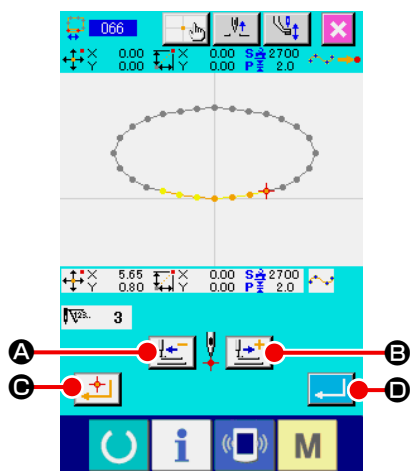 066
X 0.00 X 0.00 S 2700
Y 0.00 Y 0.00 P 2.0
X 5.65 X 0.00 S 2700
Y 0.80 Y 0.00 P 2.0
123.. 3
A B
C D
i M